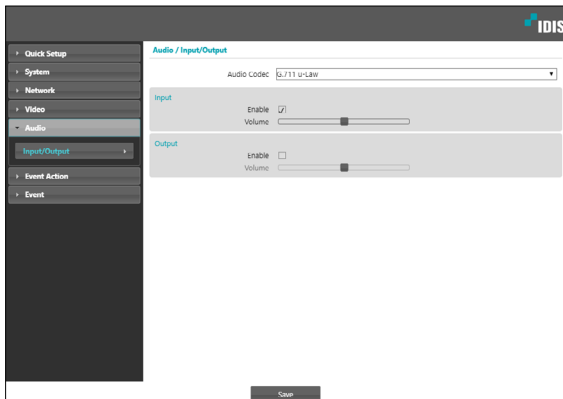 IDIS
Quick Setup
System
Network
Video
Audio
Input/Output
Event Action
Event
Audio / Input/Output
Audio Codec G.711 u-Law
Input
Enable
Volume
Output
Enable
Volume
Save